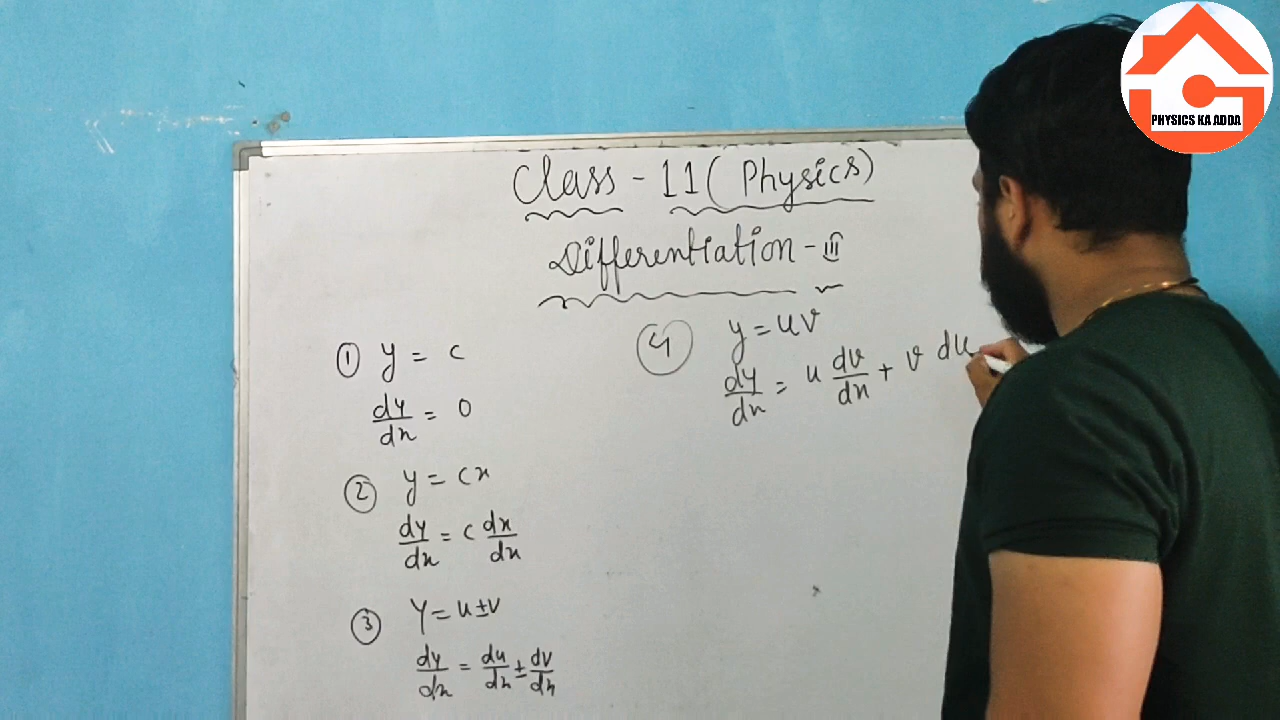 PHYSICS KA ADDA
Class - 11 (Physics)
Differentiation - III
① y = c
dy/dx = 0
② y = cx
dy/dx = c dx/dx
③ Y = u ± v
dy/dx = du/dx ± dv/dx
④ y = uv
dy/dx = u dv/dx + v du